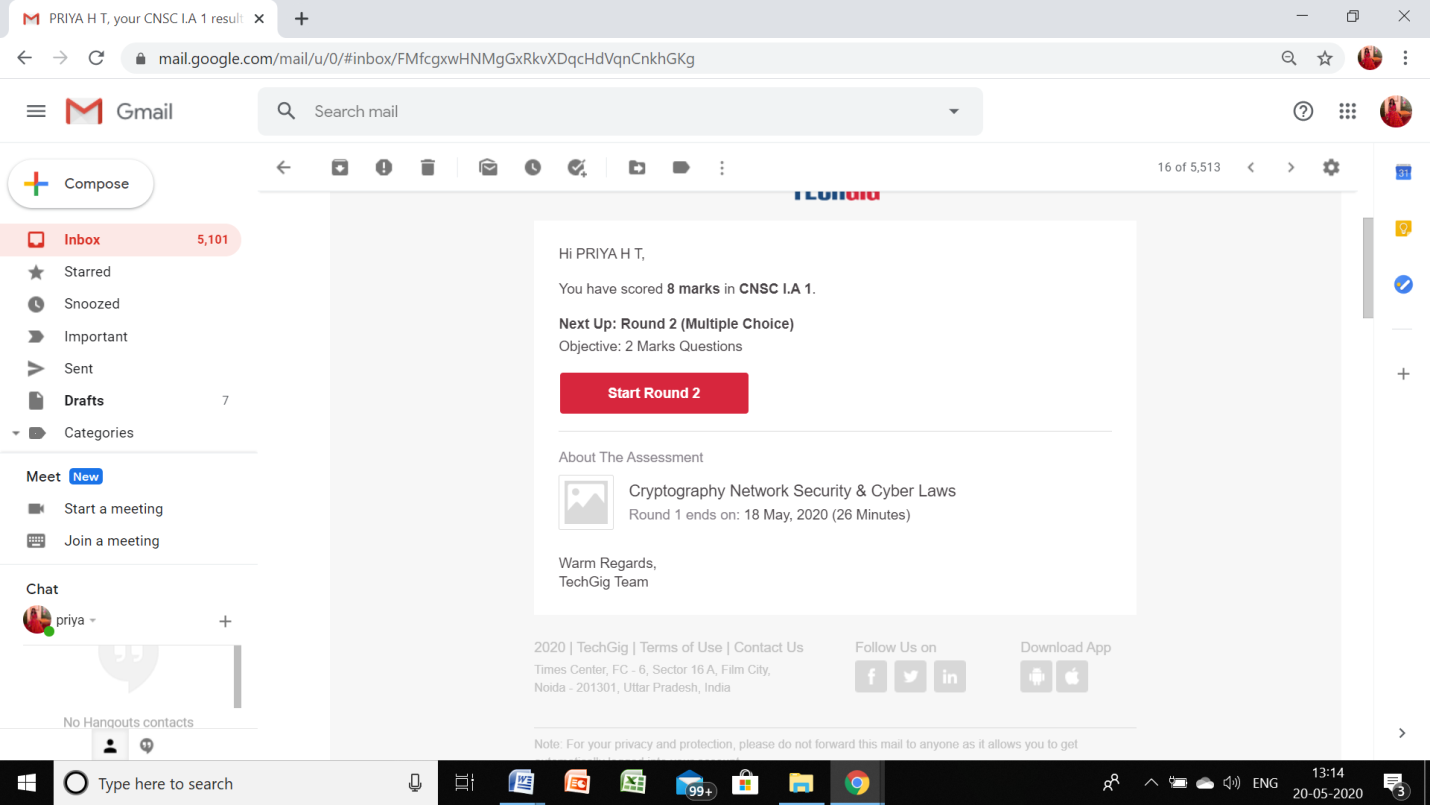 PRIYA H T, your CNSC I.A 1 result
mail.google.com/mail/u/0/#inbox/FMfcgxwHNMgGxRkvXDqcHdVqnCnkhGKg
Gmail
Search mail
16 of 5,513
31
Compose
Inbox 5,101
Starred
Snoozed
Important
Sent
Drafts 7
Categories
Meet New
Start a meeting
Join a meeting
Chat
priya
No Hangouts contacts
TECHGIG
Hi PRIYA H T,
You have scored 8 marks in CNSC I.A 1.
Next Up: Round 2 (Multiple Choice)
Objective: 2 Marks Questions
Start Round 2
About The Assessment
Cryptography Network Security & Cyber Laws
Round 1 ends on: 18 May, 2020 (26 Minutes)
Warm Regards,
TechGig Team
2020 | TechGig | Terms of Use | Contact Us
Times Center, FC - 6, Sector 16 A, Film City,
Noida - 201301, Uttar Pradesh, India
Follow Us on
Download App
Note: For your privacy and protection, please do not forward this mail to anyone as it allows you to get
Type here to search
99+
ENG
13:14
20-05-2020
3